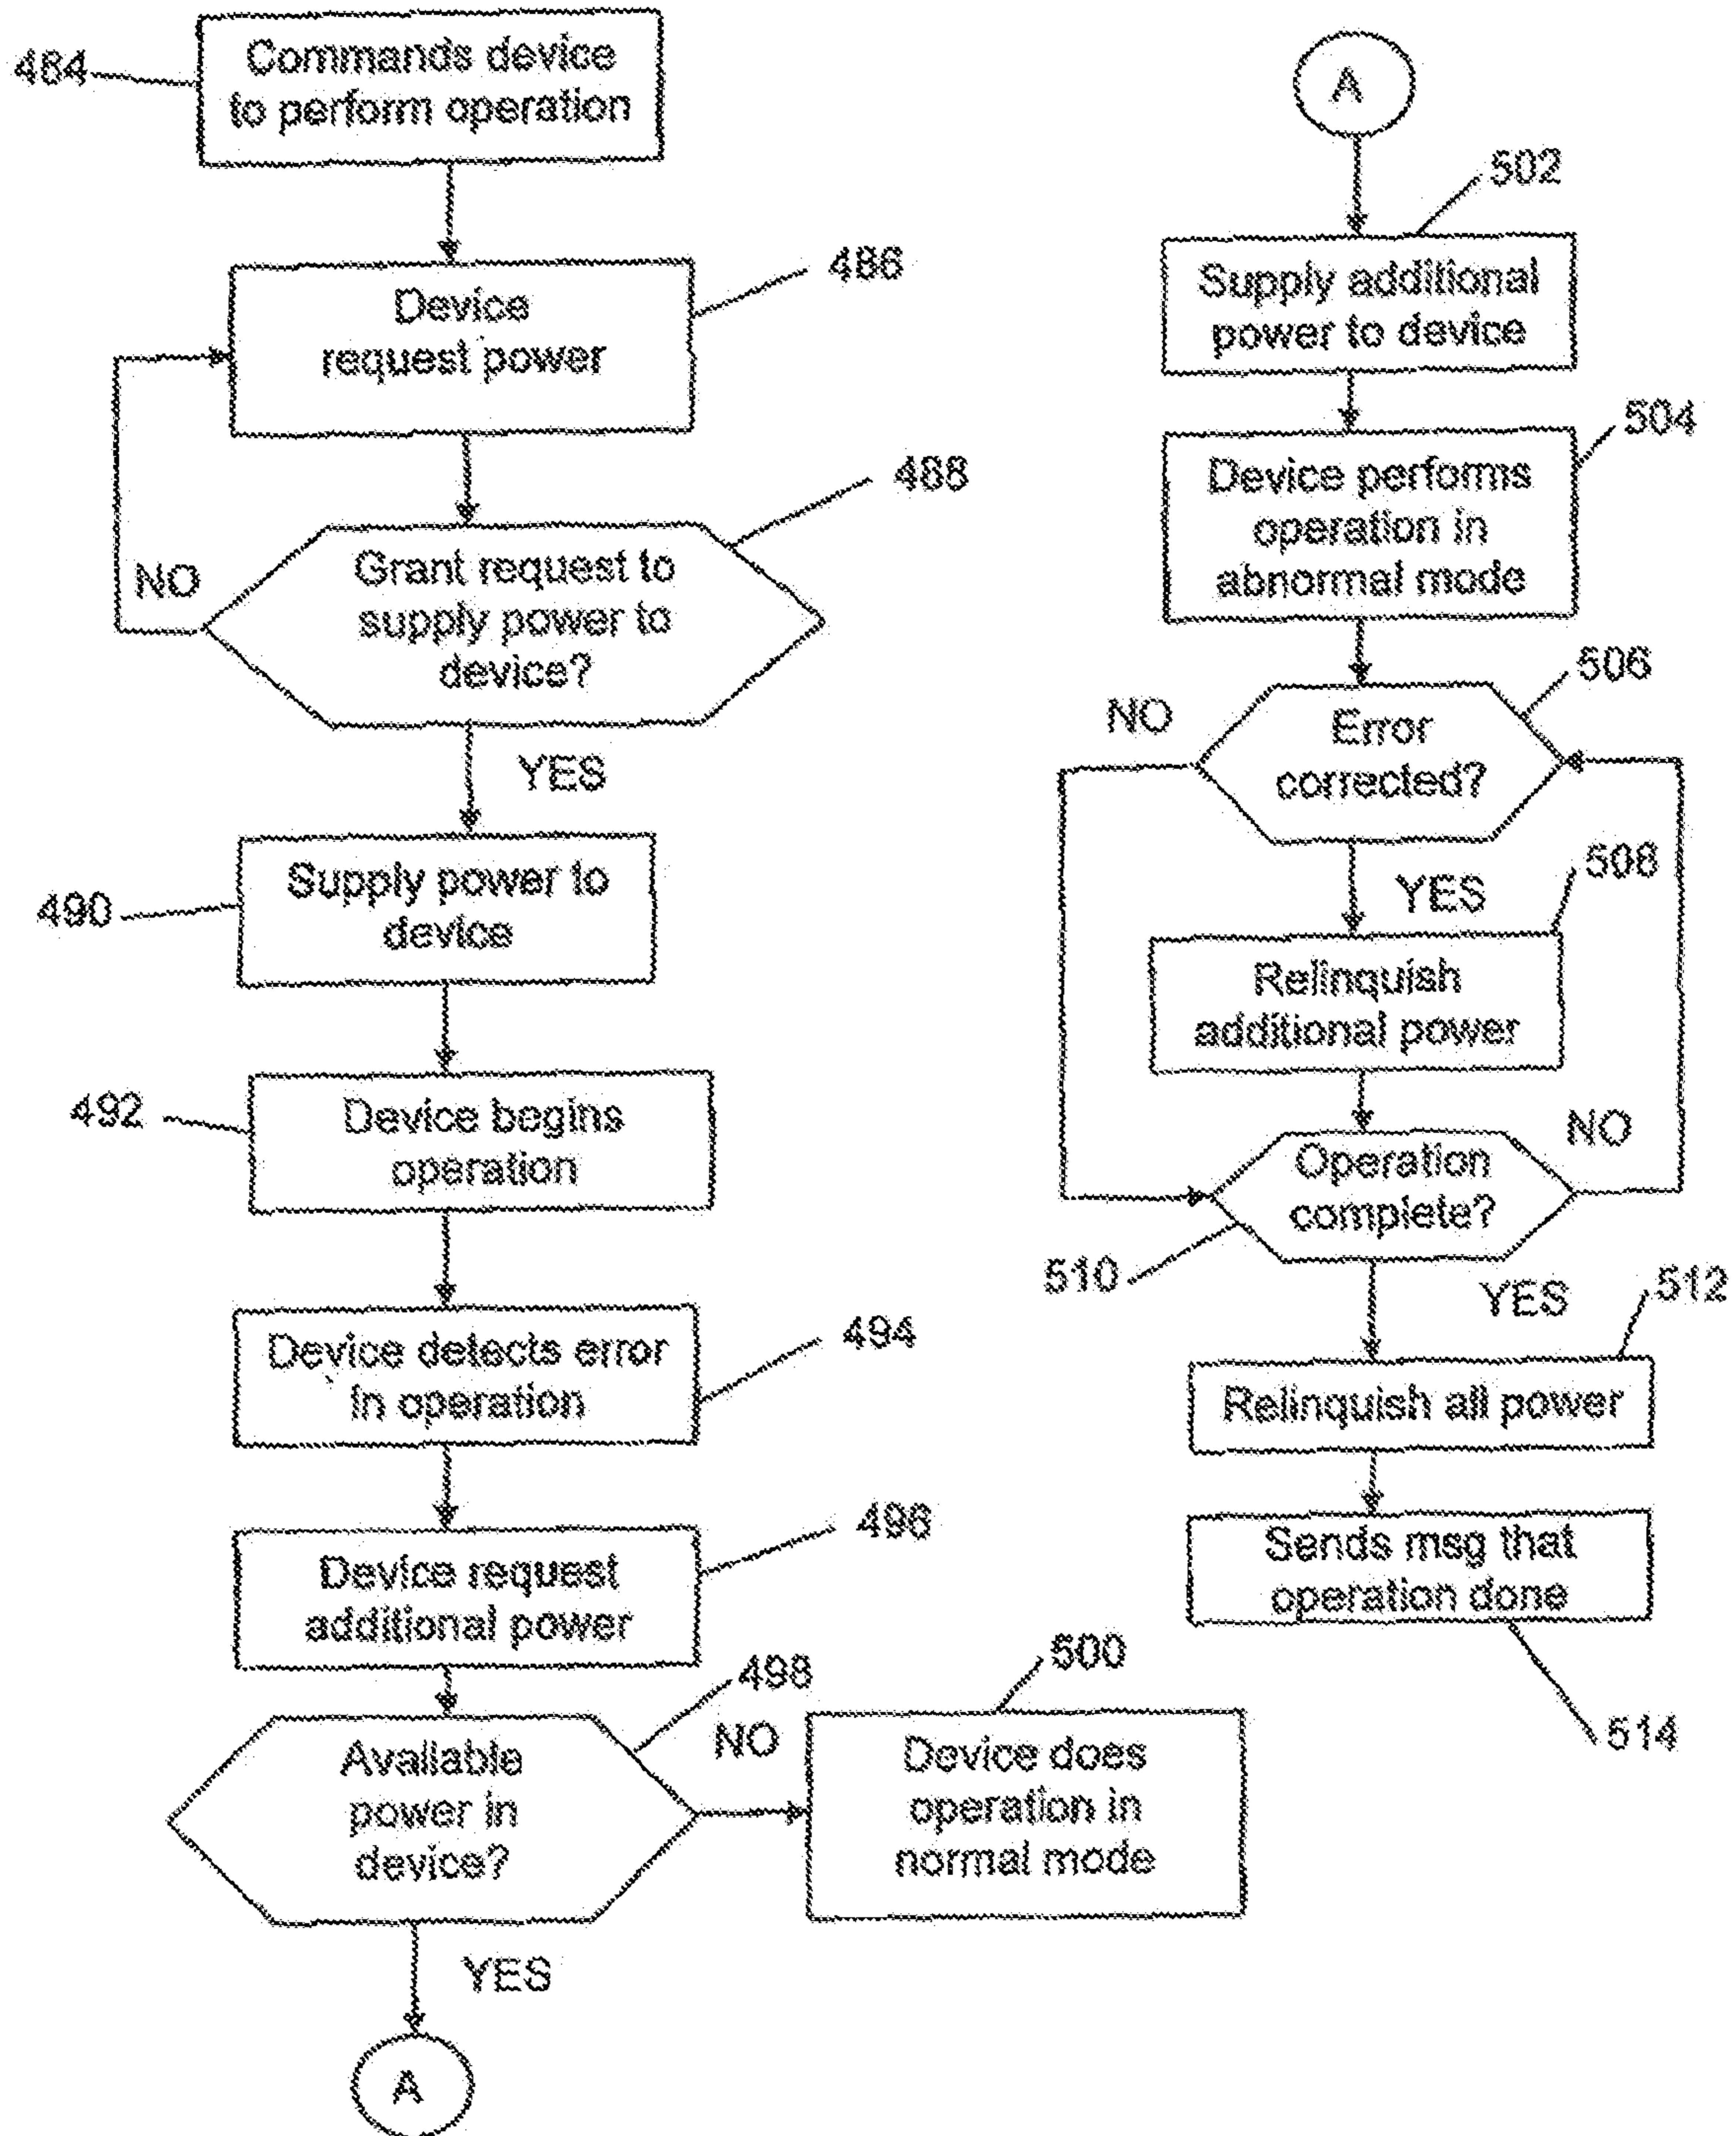 484
Commands device
to perform operation
486
Device
request power
488
Grant request to
supply power to
device?
NO
YES
490
Supply power to
device
492
Device begins
operation
494
Device detects error
in operation
496
Device request
additional power
498
Available
power in
device?
NO
500
Device does
operation in
normal mode
YES
A
A
502
Supply additional
power to device
504
Device performs
operation in
abnormal mode
506
Error
corrected?
NO
YES
508
Relinquish
additional power
Operation
complete?
NO
510
YES
512
Relinquish all power
Sends msg that
operation done
514